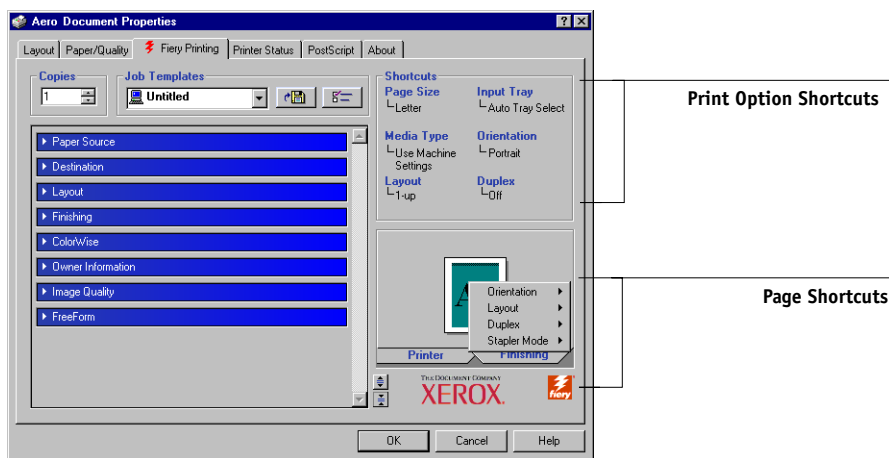 Aero Document Properties
Layout Paper/Quality Fiery Printing Printer Status PostScript About
Copies
1
Job Templates
Untitled
Paper Source
Destination
Layout
Finishing
ColorWise
Owner Information
Image Quality
FreeForm
Shortcuts
Page Size Input Tray
Letter Auto Tray Select
Media Type Orientation
Use Machine Settings Portrait
Layout Duplex
1-up Off
Orientation
Layout
Duplex
Stapler Mode
Printer Finishing
THE DOCUMENT COMPANY
XEROX.
fiery
OK Cancel Help
Print Option Shortcuts
Page Shortcuts